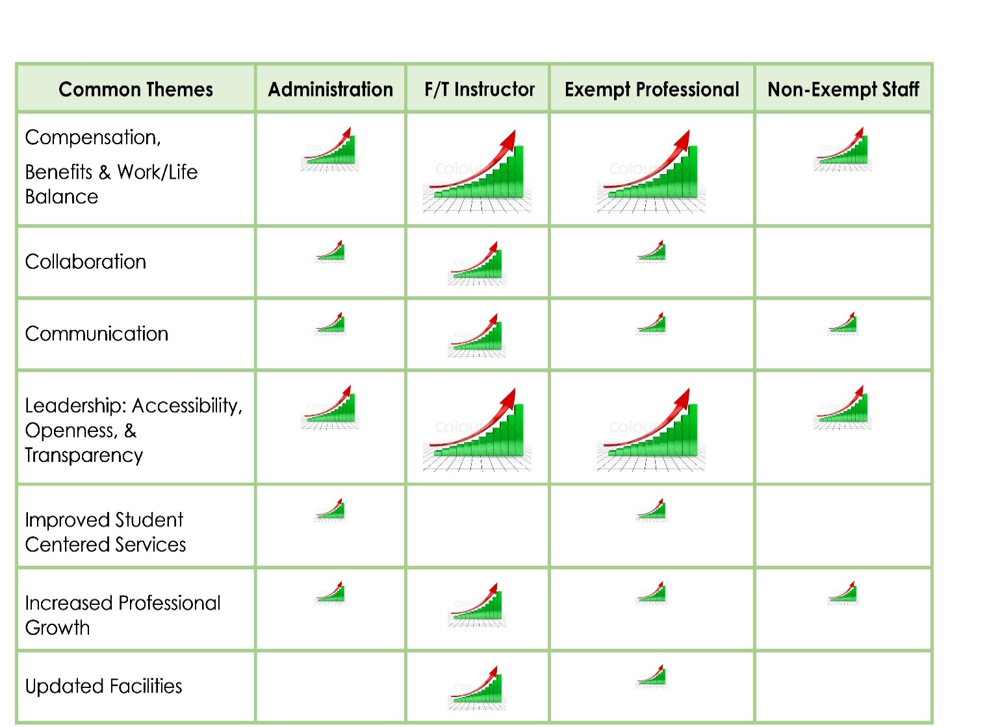 Common Themes
Administration
F/T Instructor
Exempt Professional
Non-Exempt Staff
Compensation,
Benefits & Work/Life
Balance
Collaboration
Communication
Leadership: Accessibility,
Openness, &
Transparency
Improved Student
Centered Services
Increased Professional
Growth
Updated Facilities